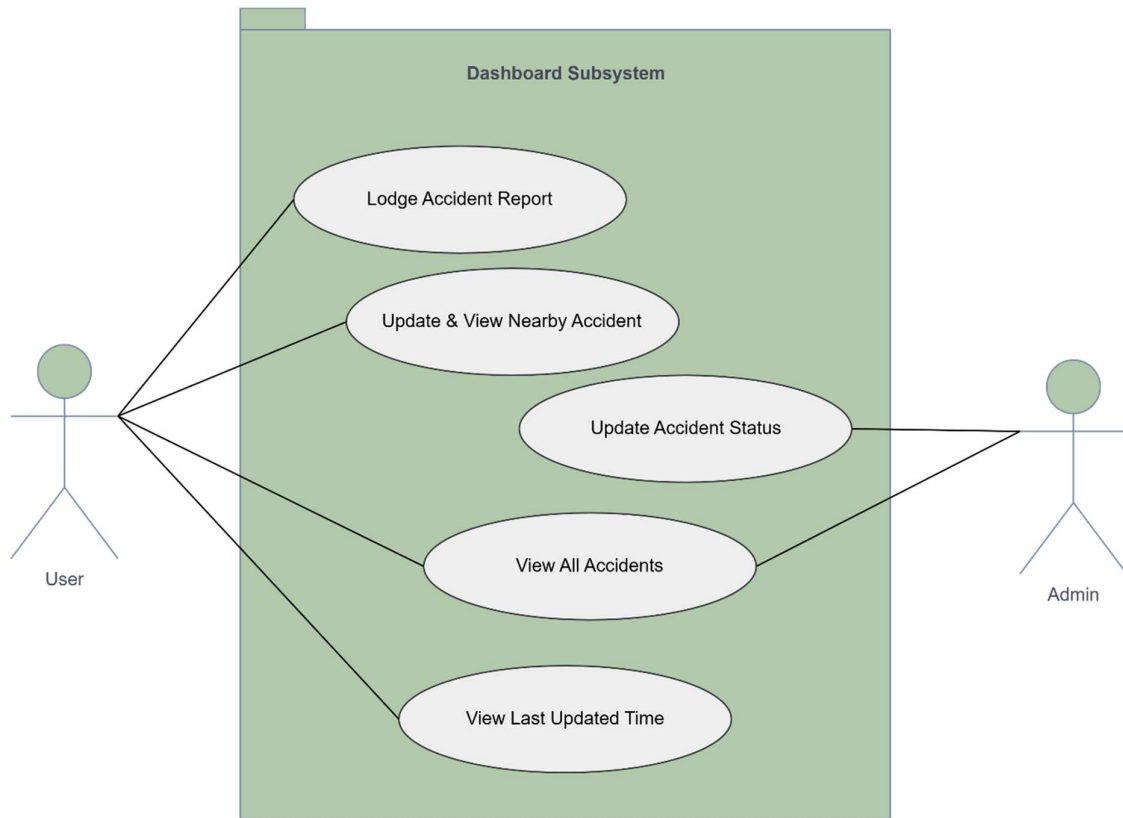 Dashboard Subsystem
Lodge Accident Report
Update & View Nearby Accident
Update Accident Status
View All Accidents
User
Admin
View Last Updated Time